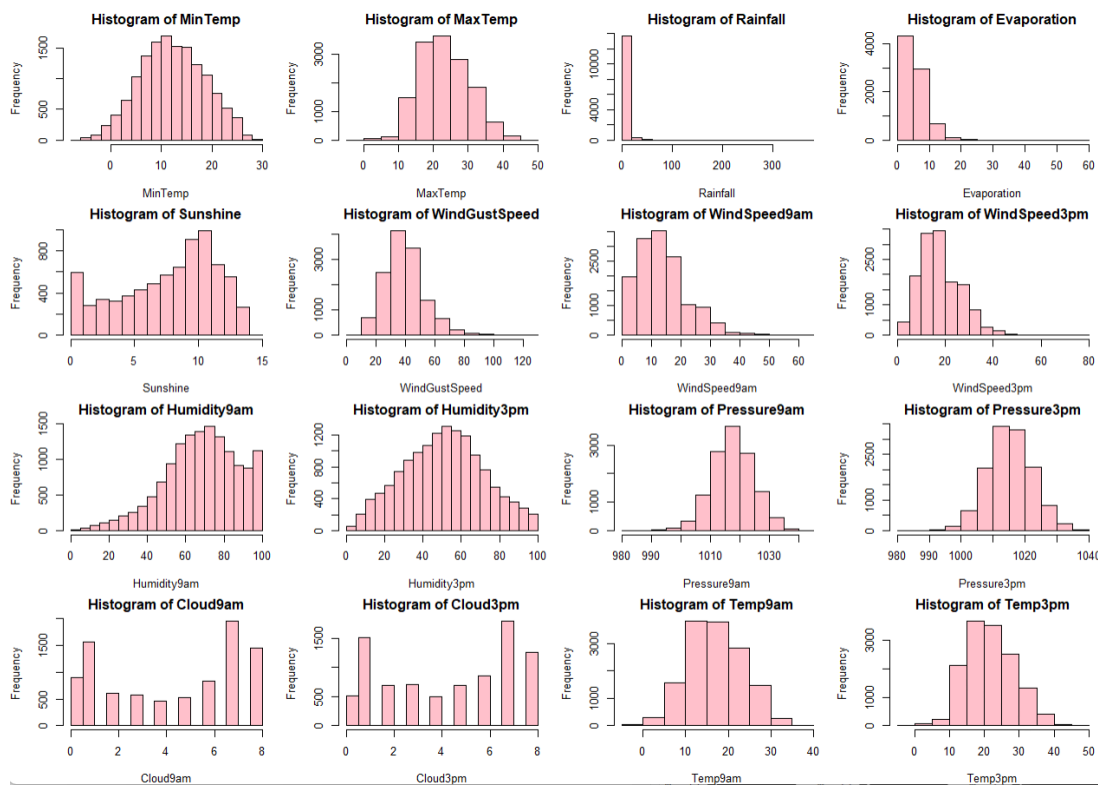 Histogram of MinTemp
Frequency
0
500
1500
0
10
20
30
MinTemp
Histogram of MaxTemp
Frequency
0
1000
3000
0
10
20
30
40
50
MaxTemp
Histogram of Rainfall
Frequency
0
4000
10000
0
100
200
300
Rainfall
Histogram of Evaporation
Frequency
0
2000
4000
0
10
20
30
40
50
60
Evaporation
Histogram of Sunshine
Frequency
0
400
800
0
5
10
15
Sunshine
Histogram of WindGustSpeed
Frequency
0
1000
3000
0
20
40
60
80
100
120
WindGustSpeed
Histogram of WindSpeed9am
Frequency
0
1000
2500
0
10
20
30
40
50
60
WindSpeed9am
Histogram of WindSpeed3pm
Frequency
0
1000
2500
0
20
40
60
80
WindSpeed3pm
Histogram of Humidity9am
Frequency
0
500
1000
1500
0
20
40
60
80
100
Humidity9am
Histogram of Humidity3pm
Frequency
0
400
800
1200
0
20
40
60
80
100
Humidity3pm
Histogram of Pressure9am
Frequency
0
1000
3000
980
990
1010
1030
Pressure9am
Histogram of Pressure3pm
Frequency
0
1000
2500
980
990
1000
1020
1040
Pressure3pm
Histogram of Cloud9am
Frequency
0
500
1500
0
2
4
6
8
Cloud9am
Histogram of Cloud3pm
Frequency
0
500
1500
0
2
4
6
8
Cloud3pm
Histogram of Temp9am
Frequency
0
1000
3000
0
10
20
30
40
Temp9am
Histogram of Temp3pm
Frequency
0
1000
3000
0
10
20
30
40
50
Temp3pm